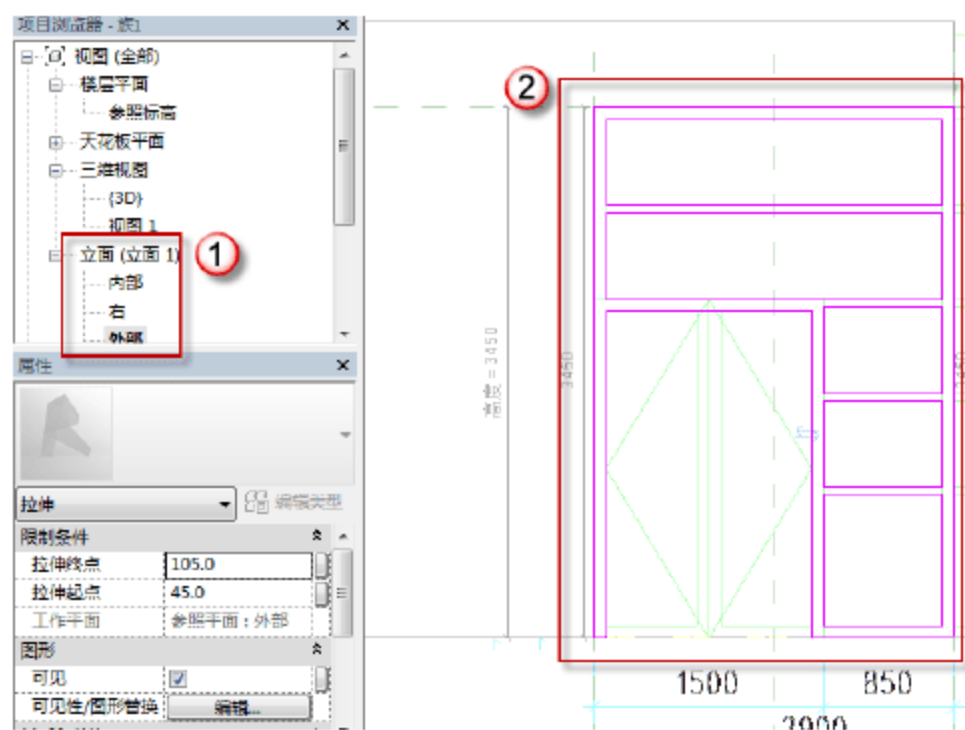 项目浏览器 - 族1
视图 (全部)
楼层平面
参照标高
天花板平面
三维视图
{3D}
视图 1
立面 (立面 1)
内部
右
外部
1
2
属性
拉伸
编辑类型
限制条件
拉伸终点 105.0
拉伸起点 45.0
工作平面 参照平面 : 外部
图形
可见
可见性/图形替换 编辑...
高度 = 3450
3450
3450
1500
850